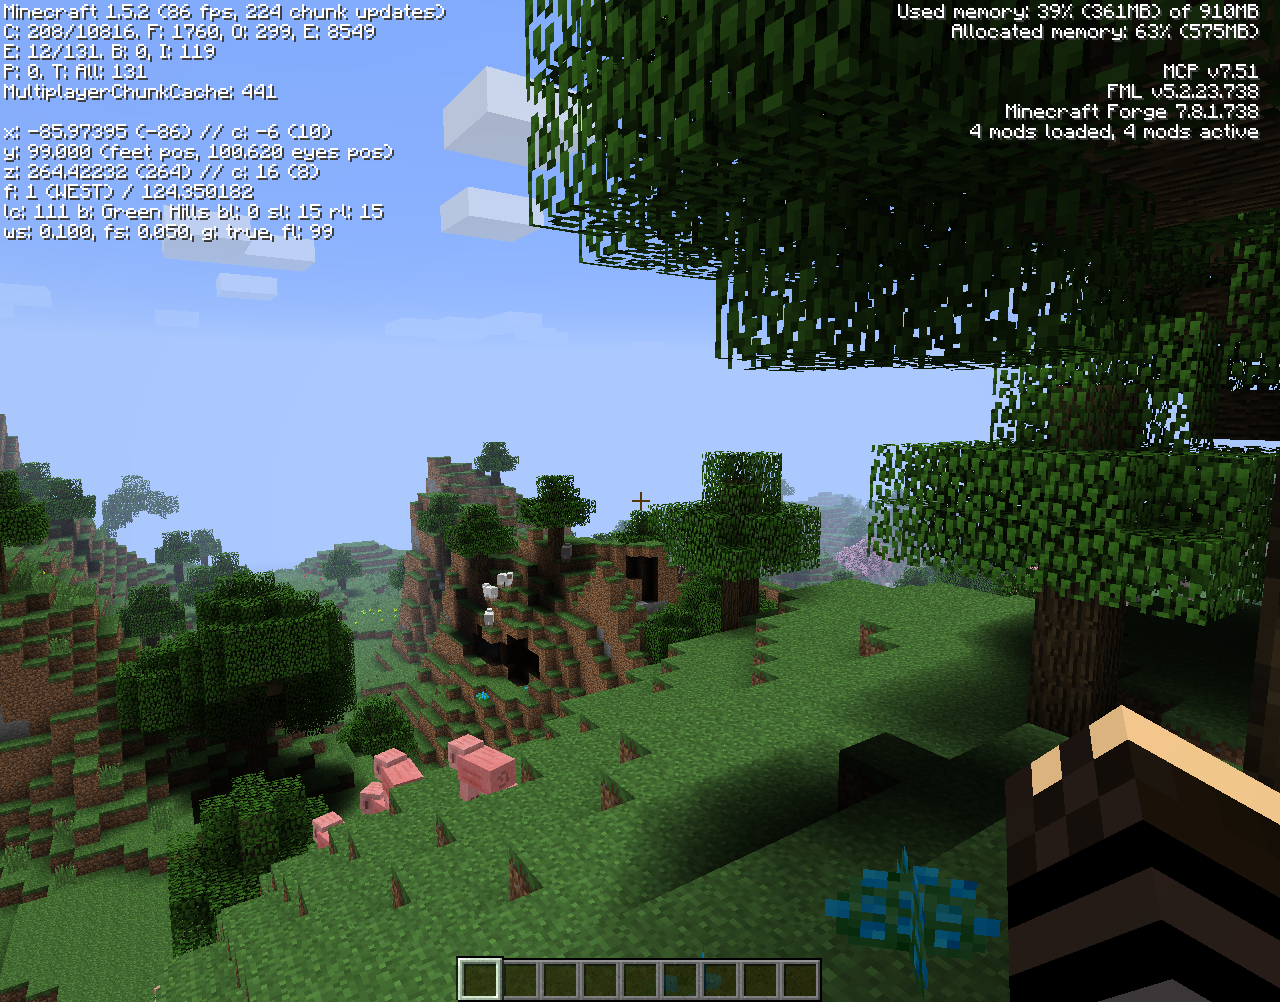 Minecraft 1.5.2 (86 fps, 224 chunk updates)
C: 208/10816. F: 1760, O: 299, E: 8549
E: 12/131. B: 0, I: 119
P: 0. T: All: 131
MultiplayerChunkCache: 441
x: -85.97395 (-86) // c: -6 (10)
y: 99.000 (feet pos, 100.620 eyes pos)
z: 264.42232 (264) // c: 16 (8)
f: 1 (WEST) / 124.350182
lc: 111 b: Green Hills bl: 0 sl: 15 rl: 15
ws: 0.100, fs: 0.050, g: true, fl: 99
Used memory: 39% (361MB) of 910MB
Allocated memory: 63% (575MB)
MCP v7.51
FML v5.2.23.738
Minecraft Forge 7.8.1.738
4 mods loaded, 4 mods active